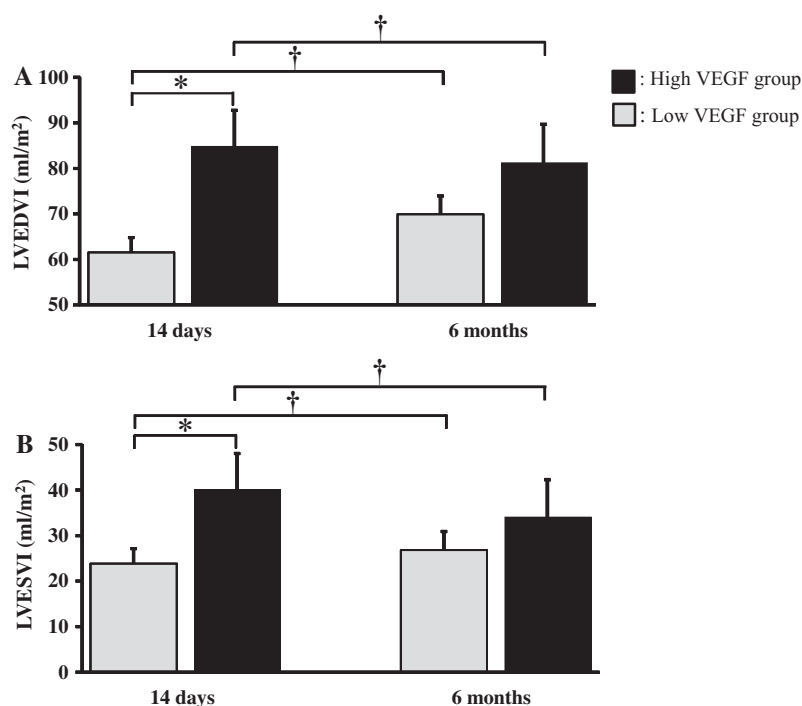 †
†
A
*
100
90
80
70
60
50
LVEDVI (ml/m²)
14 days
6 months
: High VEGF group
: Low VEGF group
†
†
B
*
50
40
30
20
10
0
LVESVI (ml/m²)
14 days
6 months